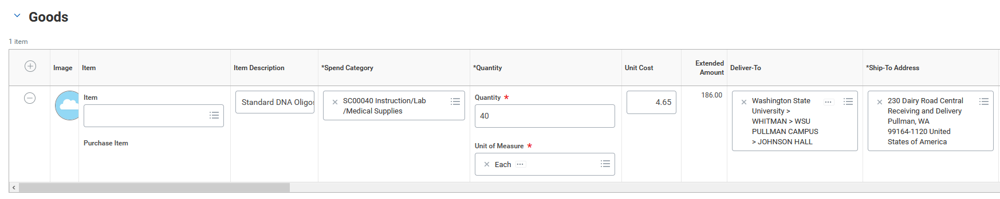 Goods
1 item
Image
Item
Item Description
*Spend Category
*Quantity
Unit Cost
Extended
Amount
Deliver-To
*Ship-To Address
Item
Purchase Item
Standard DNA Oligos
SC00040 Instruction/Lab
/Medical Supplies
Quantity *
40
Unit of Measure *
Each
4.65
186.00
Washington State
University >
WHITMAN > WSU
PULLMAN CAMPUS
> JOHNSON HALL
230 Dairy Road Central
Receiving and Delivery
Pullman, WA
99164-1120 United
States of America